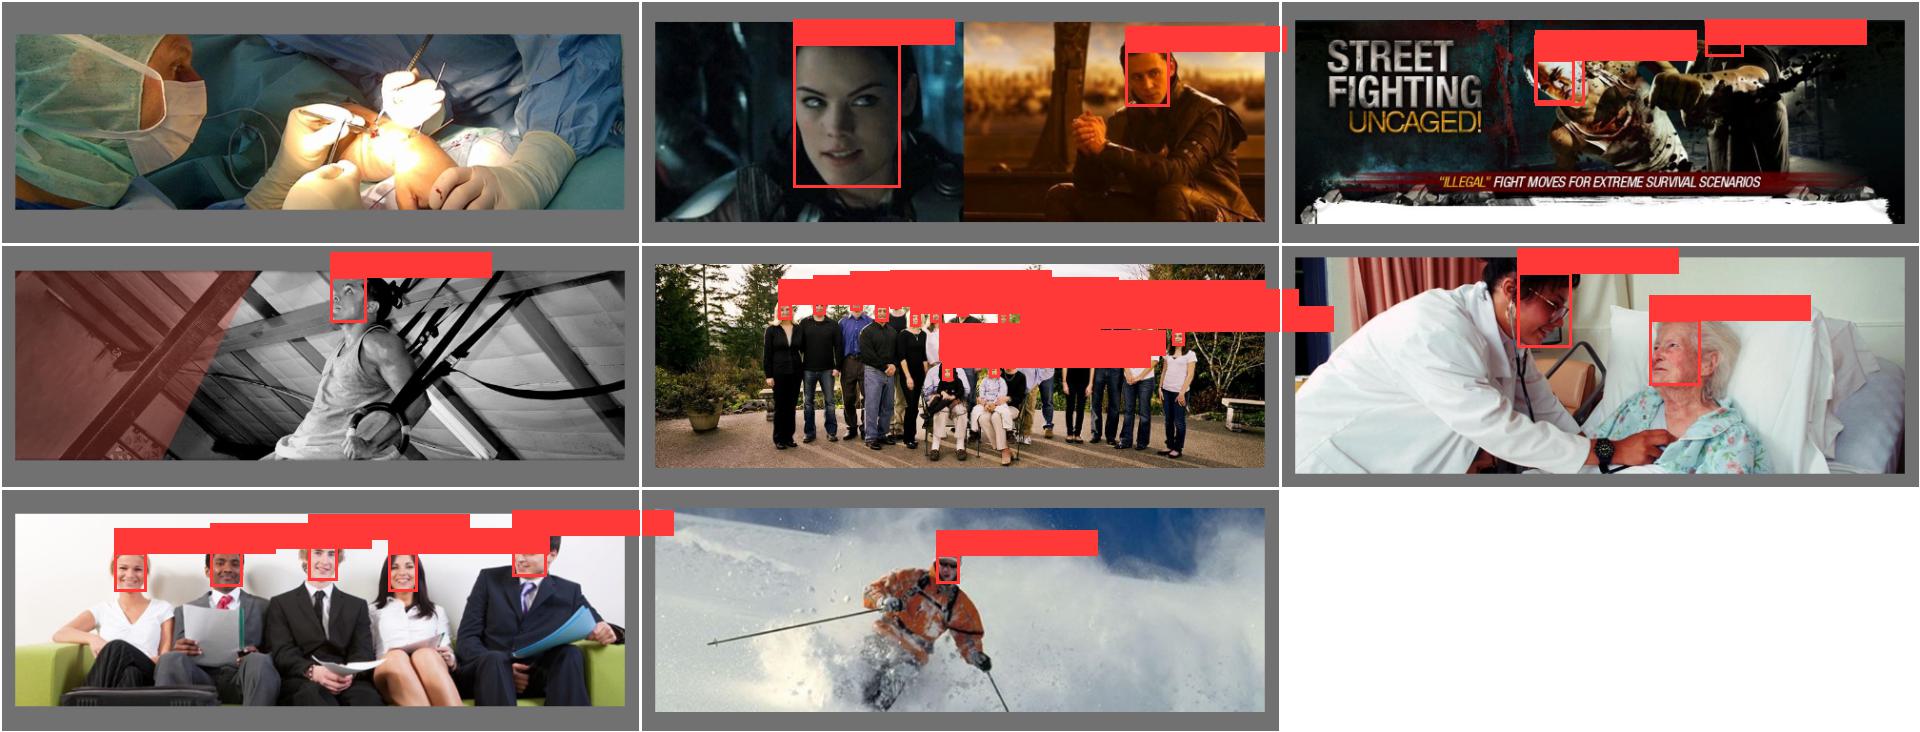 STREET
FIGHTING
UNCAGED!
"ILLEGAL" FIGHT MOVES FOR EXTREME SURVIVAL SCENARIOS